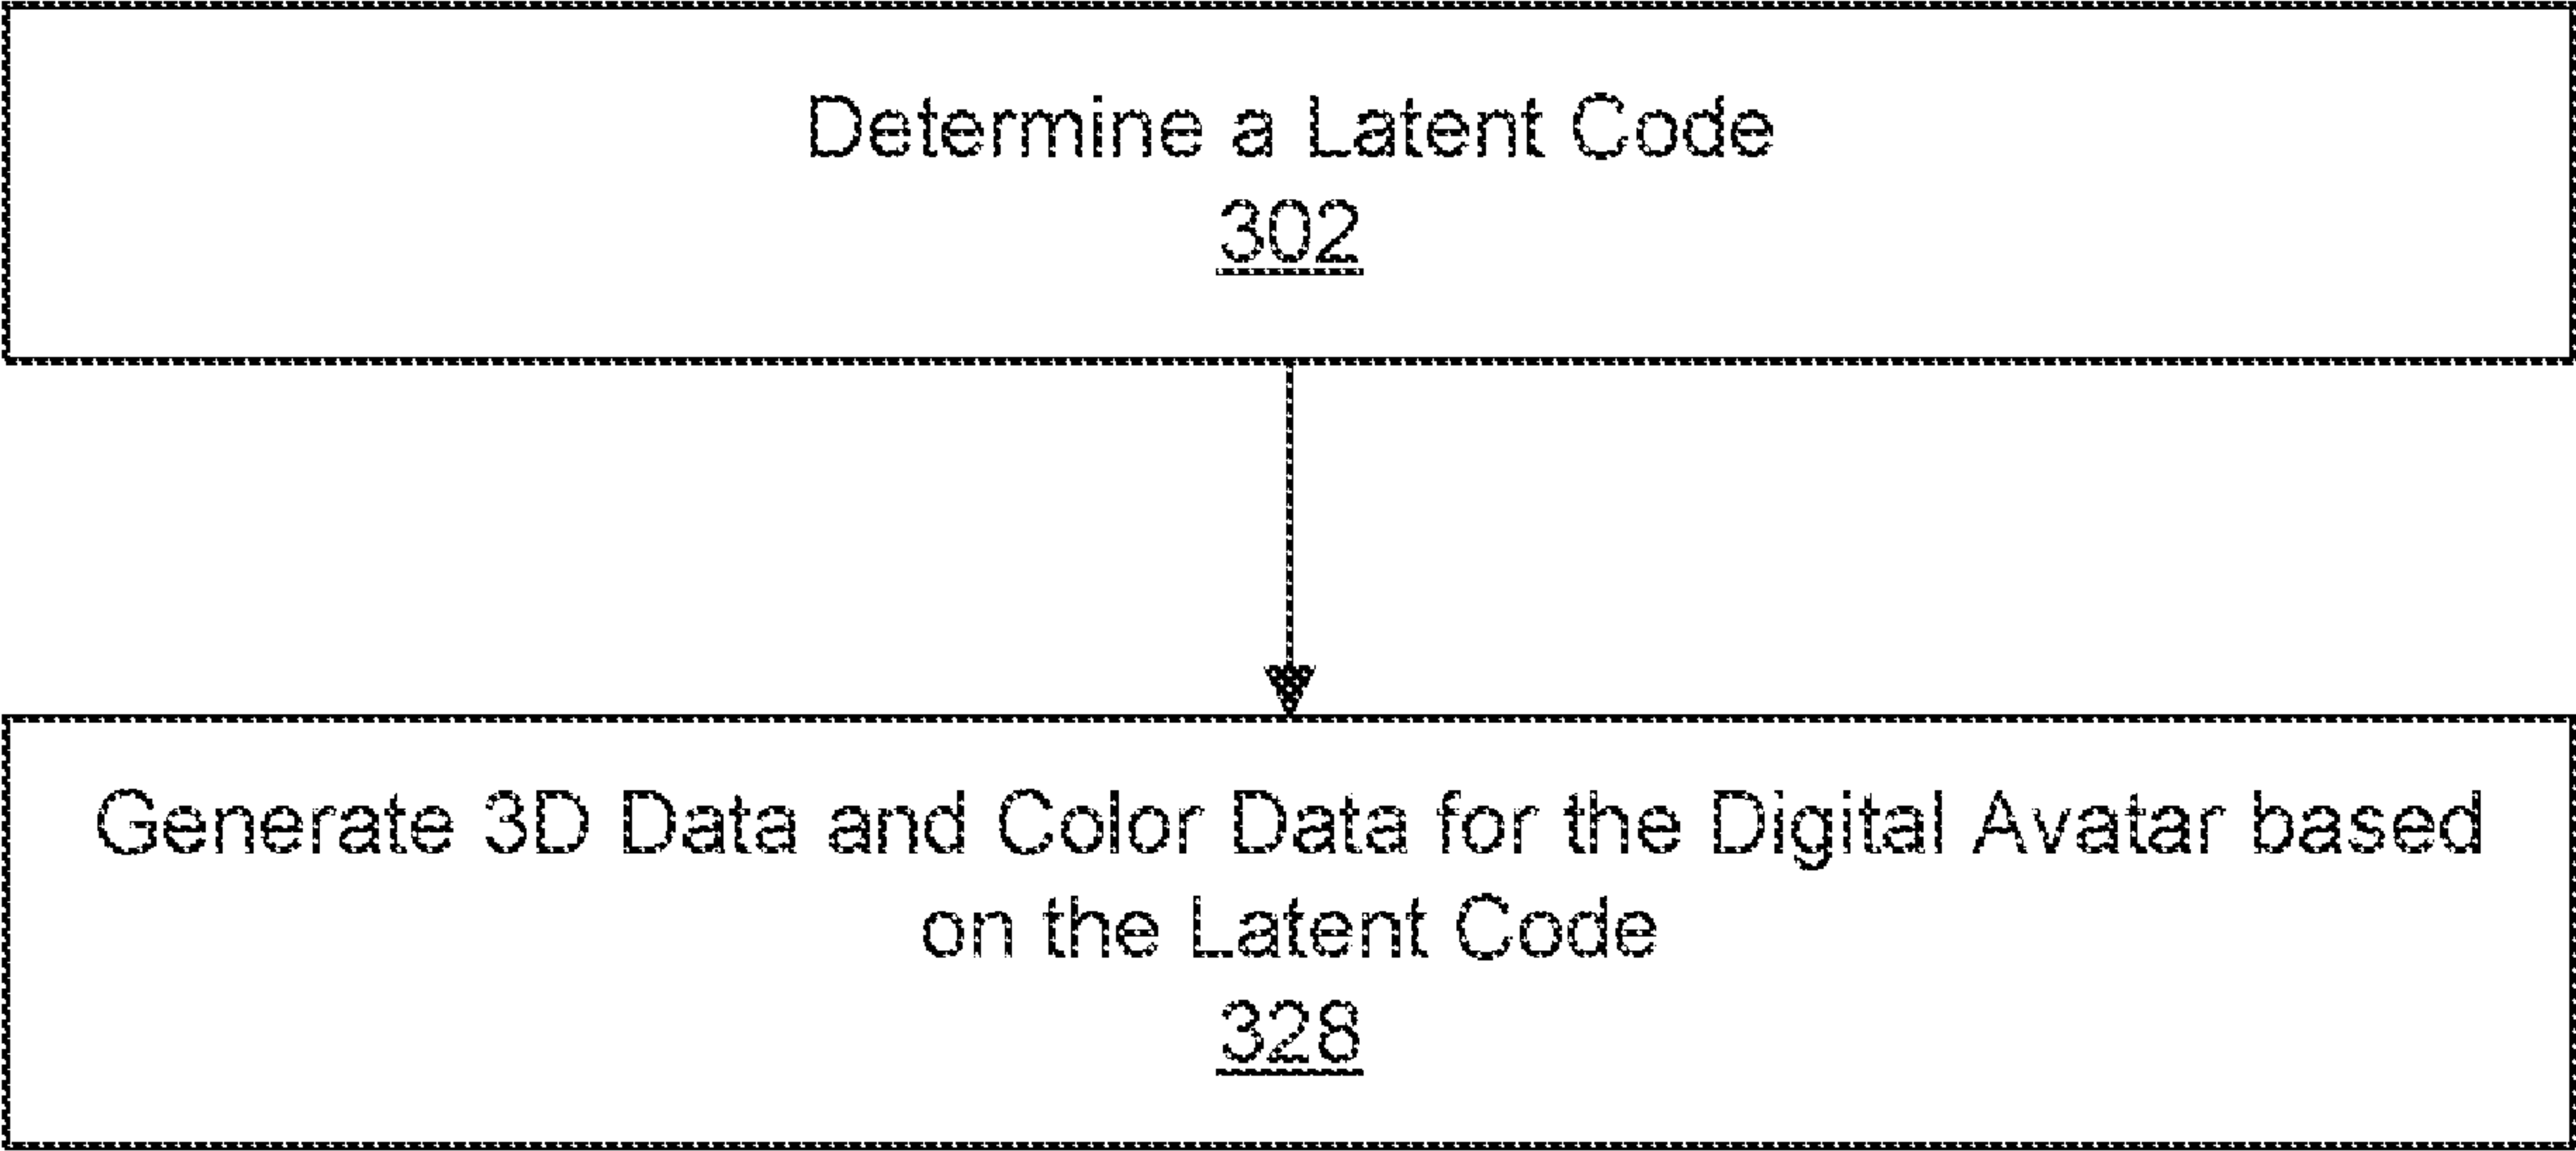 Determine a Latent Code
302
Generate 3D Data and Color Data for the Digital Avatar based
on the Latent Code
328